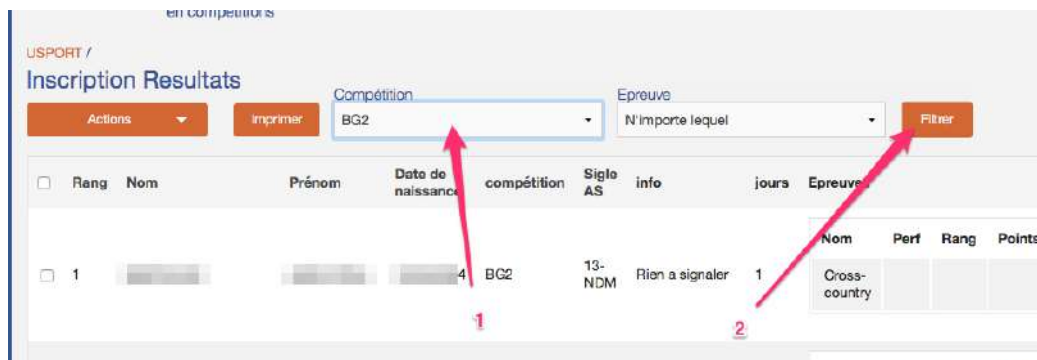 en compétitions
USPORT /
Inscription Resultats
Compétition
Epreuve
Actions
Imprimer
BG2
N'importe lequel
Filtrer
Rang Nom Prénom Date de naissance compétition Sigle AS info jours Epreuves
Nom Perf Rang Points
1 4 BG2 13-NDM Rien a signaler 1 Cross-country
1
2